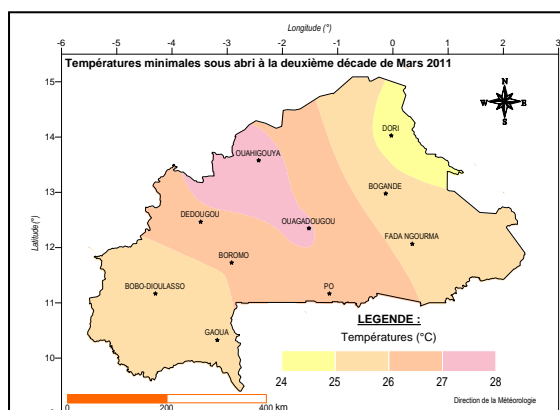 Longitude (°)
-6 -5 -4 -3 -2 -1 0 1 2 3
Températures minimales sous abri à la deuxième décade de Mars 2011
15
N
W E
S
14
DORI
OUAHIGOUYA
13
BOGANDE
DEDOUGOU
OUAGADOUGOU
Latitude(°)
12
FADA NGOURMA
BOROMO
BOBO-DIOULASSO
PO
11
LEGENDE :
GAOUA
Températures (°C)
10
24 25 26 27 28
Direction de la Météorologie
0 200 400 km